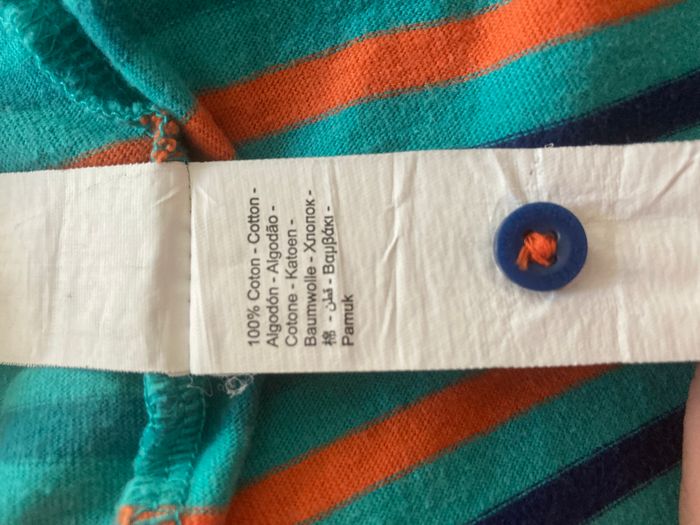 100% Coton - Cotton -
Algodón - Algodão -
Cotone - Katoen -
Baumwolle - Хлопок -
棉 - قطن - Βαμβάκι -
Pamuk